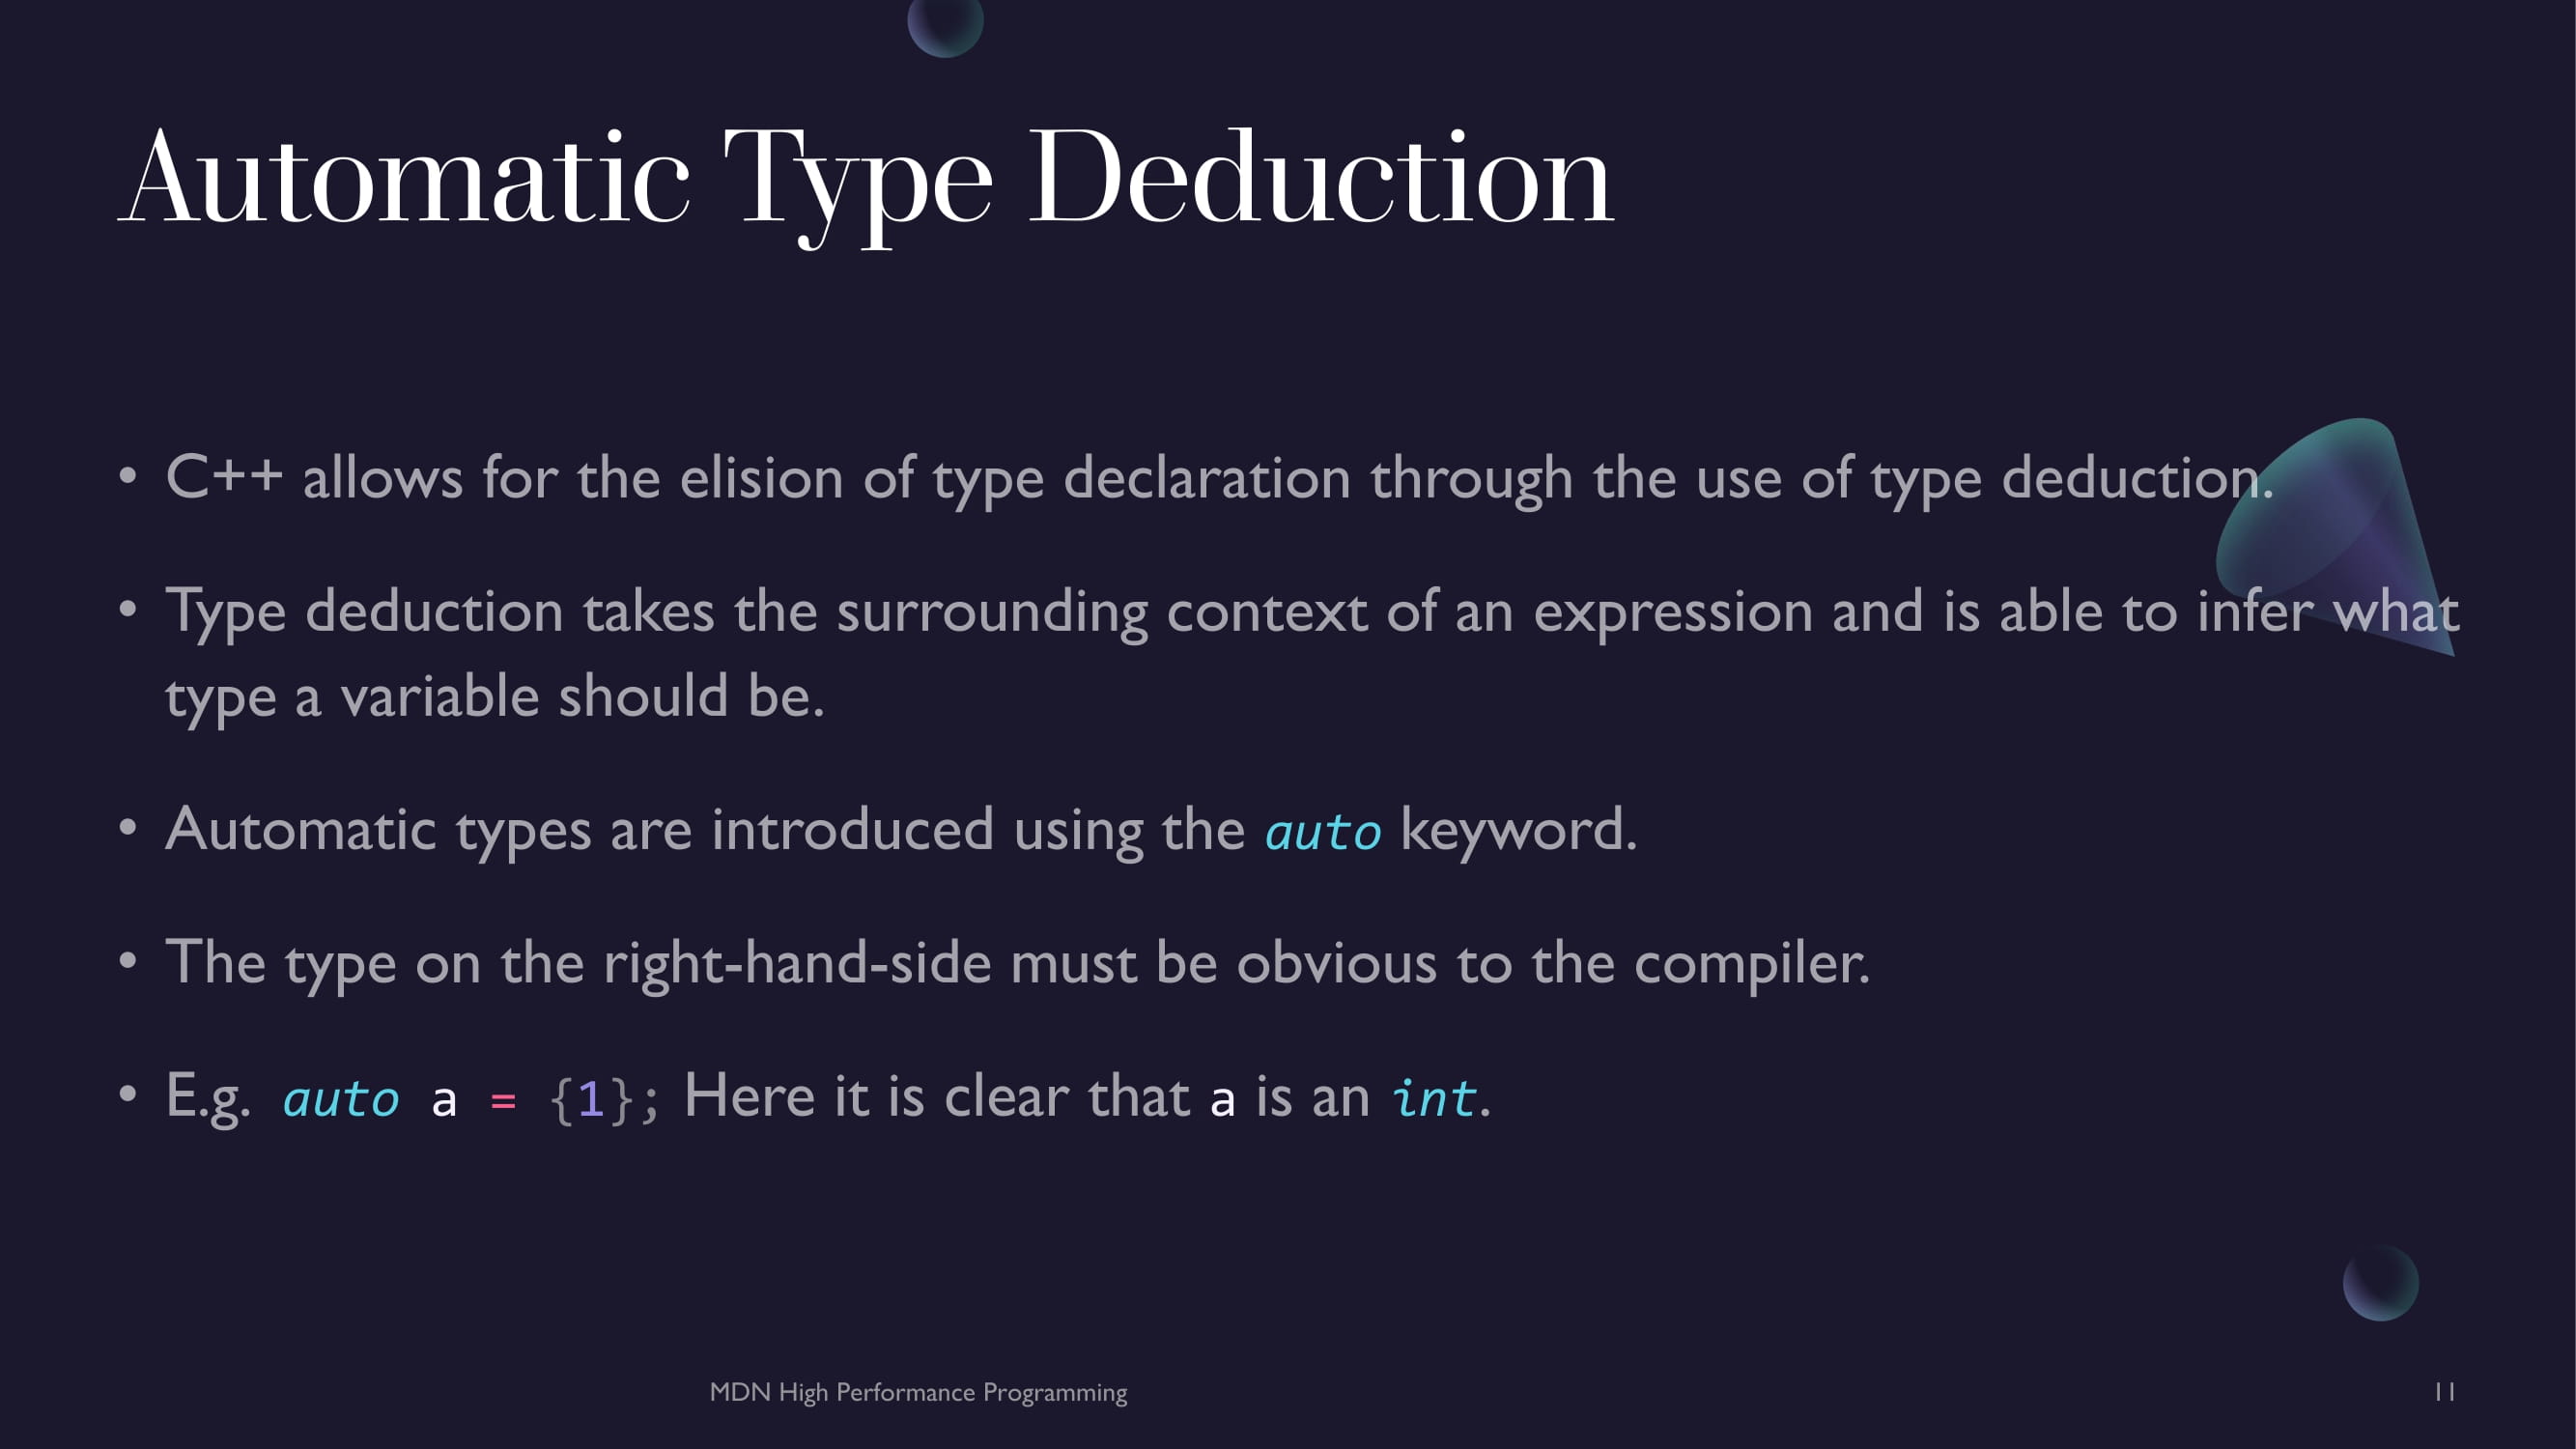 Automatic Type Deduction
• C++ allows for the elision of type declaration through the use of type deduction.
• Type deduction takes the surrounding context of an expression and is able to infer what
type a variable should be.
• Automatic types are introduced using the auto keyword.
• The type on the right-hand-side must be obvious to the compiler.
• E.g. auto a = {1}; Here it is clear that a is an int.
MDN High Performance Programming
11